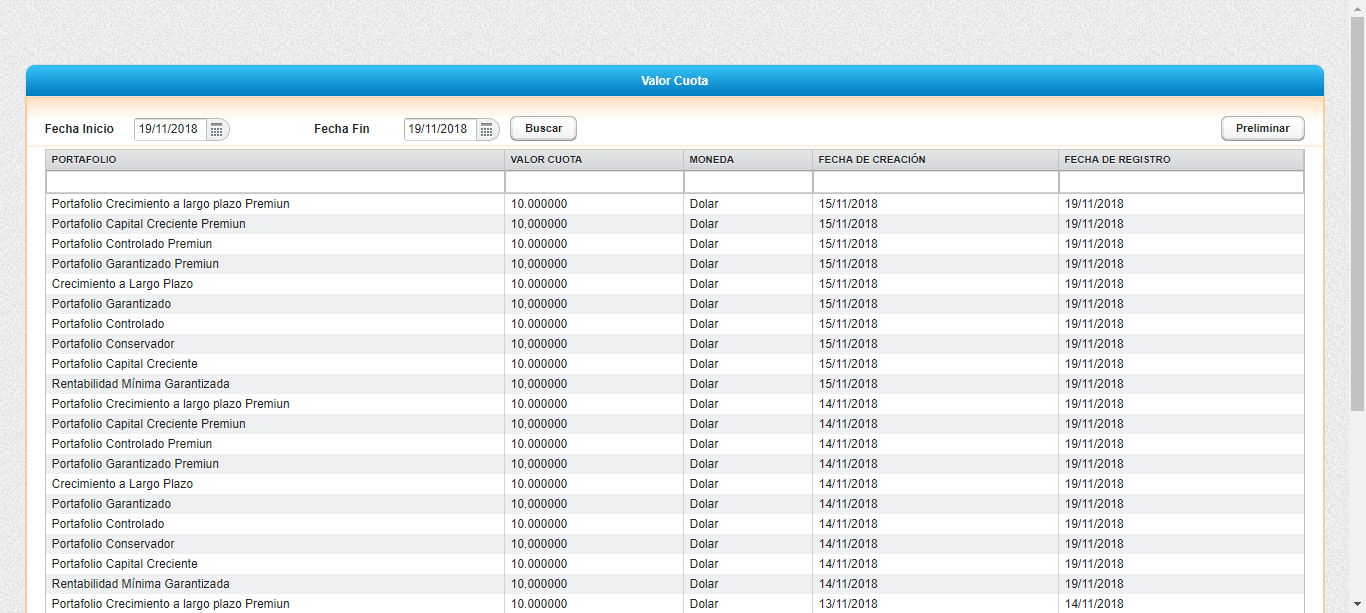 Valor Cuota
Fecha Inicio 19/11/2018 Fecha Fin 19/11/2018 Buscar Preliminar
PORTAFOLIO VALOR CUOTA MONEDA FECHA DE CREACIÓN FECHA DE REGISTRO
Portafolio Crecimiento a largo plazo Premiun 10.000000 Dolar 15/11/2018 19/11/2018
Portafolio Capital Creciente Premiun 10.000000 Dolar 15/11/2018 19/11/2018
Portafolio Controlado Premiun 10.000000 Dolar 15/11/2018 19/11/2018
Portafolio Garantizado Premiun 10.000000 Dolar 15/11/2018 19/11/2018
Crecimiento a Largo Plazo 10.000000 Dolar 15/11/2018 19/11/2018
Portafolio Garantizado 10.000000 Dolar 15/11/2018 19/11/2018
Portafolio Controlado 10.000000 Dolar 15/11/2018 19/11/2018
Portafolio Conservador 10.000000 Dolar 15/11/2018 19/11/2018
Portafolio Capital Creciente 10.000000 Dolar 15/11/2018 19/11/2018
Rentabilidad Mínima Garantizada 10.000000 Dolar 15/11/2018 19/11/2018
Portafolio Crecimiento a largo plazo Premiun 10.000000 Dolar 14/11/2018 19/11/2018
Portafolio Capital Creciente Premiun 10.000000 Dolar 14/11/2018 19/11/2018
Portafolio Controlado Premiun 10.000000 Dolar 14/11/2018 19/11/2018
Portafolio Garantizado Premiun 10.000000 Dolar 14/11/2018 19/11/2018
Crecimiento a Largo Plazo 10.000000 Dolar 14/11/2018 19/11/2018
Portafolio Garantizado 10.000000 Dolar 14/11/2018 19/11/2018
Portafolio Controlado 10.000000 Dolar 14/11/2018 19/11/2018
Portafolio Conservador 10.000000 Dolar 14/11/2018 19/11/2018
Portafolio Capital Creciente 10.000000 Dolar 14/11/2018 19/11/2018
Rentabilidad Mínima Garantizada 10.000000 Dolar 14/11/2018 19/11/2018
Portafolio Crecimiento a largo plazo Premiun 10.000000 Dolar 13/11/2018 14/11/2018